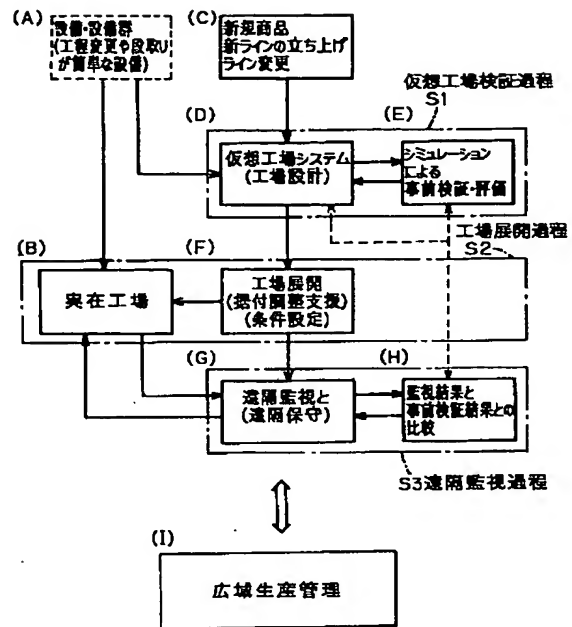 (A)
設備・設備群
(工程変更や段取り
が簡単な設備)
(C)
新規商品
新ラインの立ち上げ
ライン変更
仮想工場検証過程
S1
(D)
仮想工場システム
(工場設計)
(E)
シミュレーション
による
事前検証・評価
工場展開過程
S2
(B)
実在工場
(F)
工場展開
(据付調整支援)
(条件設定)
(G)
遠隔監視と
(遠隔保守)
(H)
監視結果と
事前検証結果との
比較
S3遠隔監視過程
(I)
広域生産管理